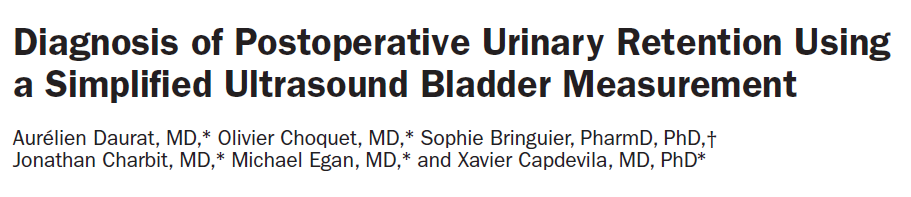 Diagnosis of Postoperative Urinary Retention Using
a Simplified Ultrasound Bladder Measurement
Aurélien Daurat, MD,* Olivier Choquet, MD,* Sophie Bringuier, PharmD, PhD,†
Jonathan Charbit, MD,* Michael Egan, MD,* and Xavier Capdevila, MD, PhD*